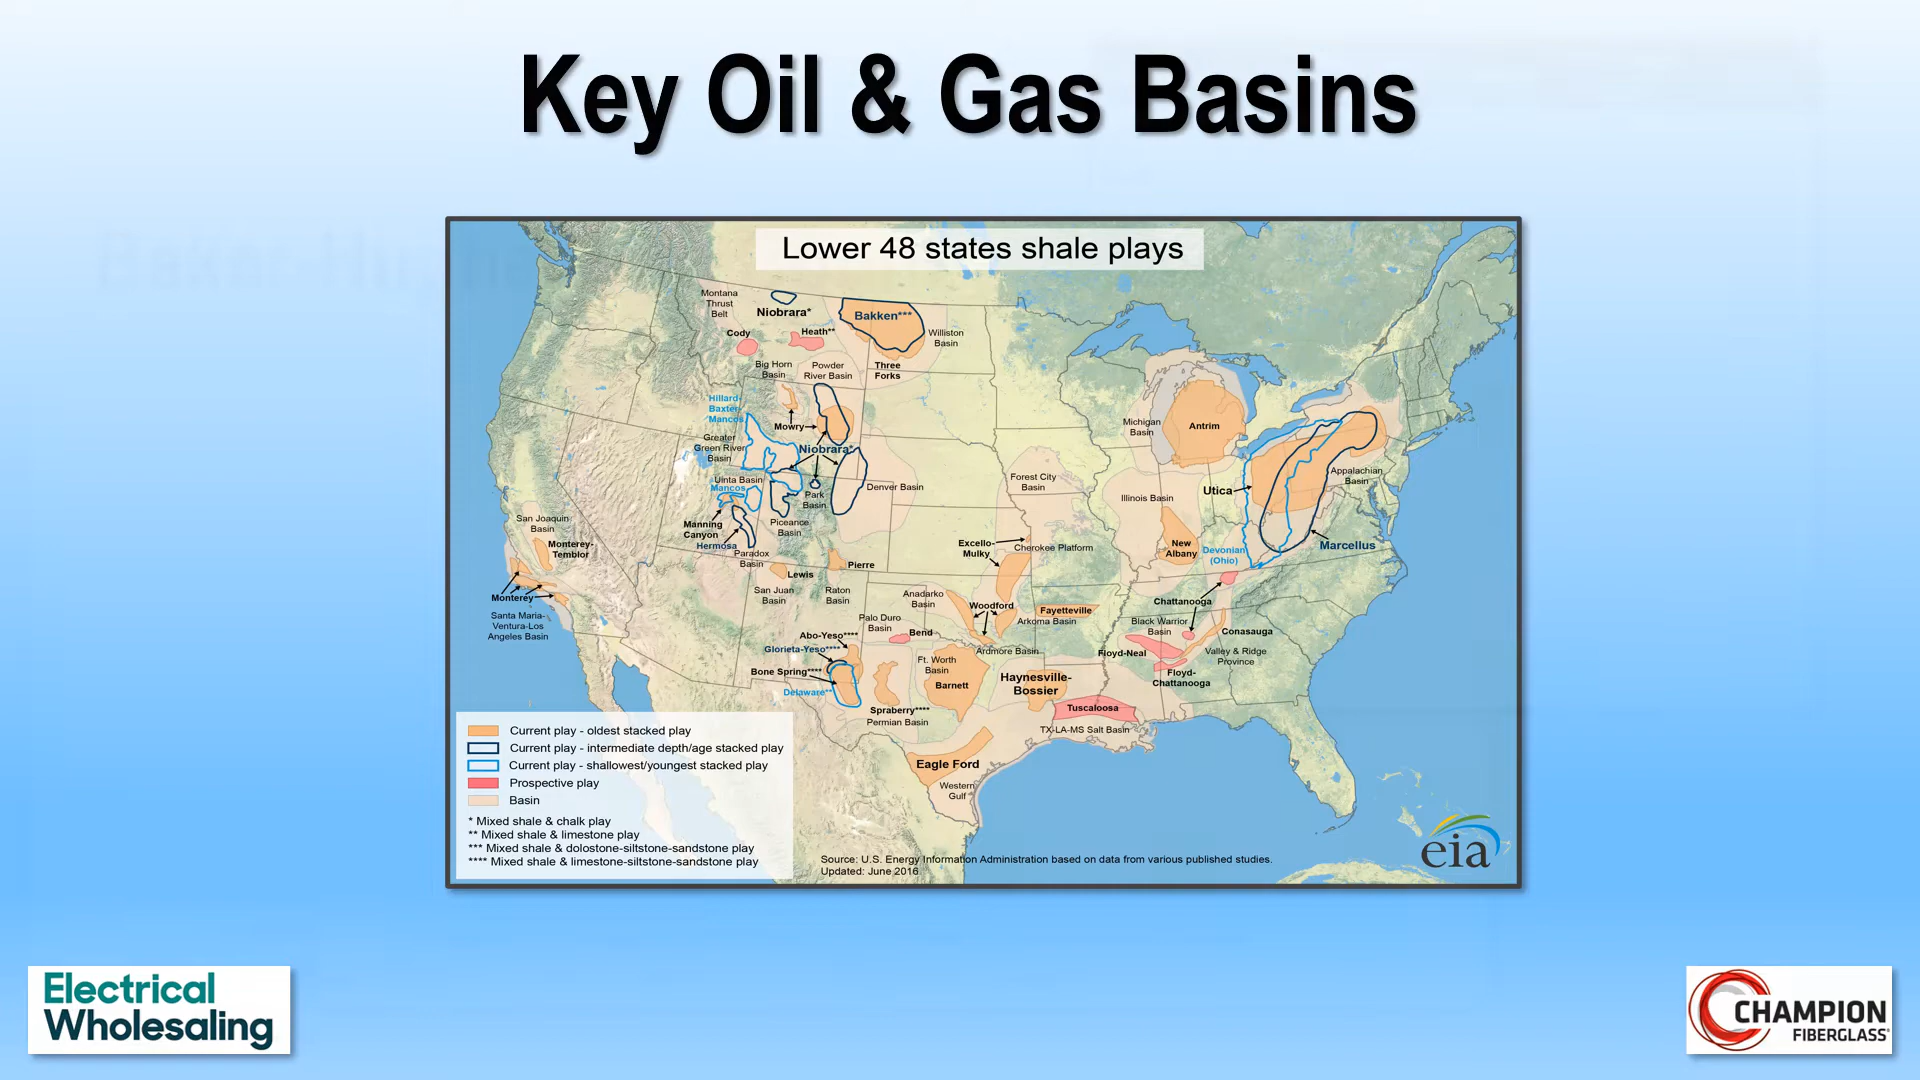 Key Oil & Gas Basins
Lower 48 states shale plays
Montana
Thrust
Belt
Niobrara*
Bakken***
Cody
Heath**
Williston
Basin
Big Horn
Basin
Powder
River Basin
Three
Forks
Hillard-
Baxter-
Mancos
Mowry
Greater
Green River
Basin
Niobrara*
Uinta Basin
Mancos
Park
Basin
Denver Basin
Manning
Canyon
Hermosa
Piceance
Basin
Paradox
Basin
San Joaquin
Basin
Monterey-
Temblor
Monterey
Santa Maria-
Ventura-Los
Angeles Basin
Lewis
San Juan
Basin
Pierre
Raton
Basin
Michigan
Basin
Antrim
Forest City
Basin
Illinois Basin
Utica
Appalachian
Basin
Marcellus
New
Albany
Devonian
(Ohio)
Excello-
Mulky
Cherokee Platform
Anadarko
Basin
Woodford
Fayetteville
Arkoma Basin
Chattanooga
Black Warrior
Basin
Conasauga
Valley & Ridge
Province
Floyd-Neal
Floyd-
Chattanooga
Palo Duro
Basin
Bend
Abo-Yeso****
Glorieta-Yeso****
Bone Spring****
Delaware**
Ardmore Basin
Ft. Worth
Basin
Barnett
Haynesville-
Bossier
Tuscaloosa
TX-LA-MS Salt Basin
Spraberry****
Permian Basin
Eagle Ford
Western
Gulf
Current play - oldest stacked play
Current play - intermediate depth/age stacked play
Current play - shallowest/youngest stacked play
Prospective play
Basin
* Mixed shale & chalk play
** Mixed shale & limestone play
*** Mixed shale & dolostone-siltstone-sandstone play
**** Mixed shale & limestone-siltstone-sandstone play
Source: U.S. Energy Information Administration based on data from various published studies.
Updated: June 2016
eia
Electrical
Wholesaling
CHAMPION
FIBERGLASS®